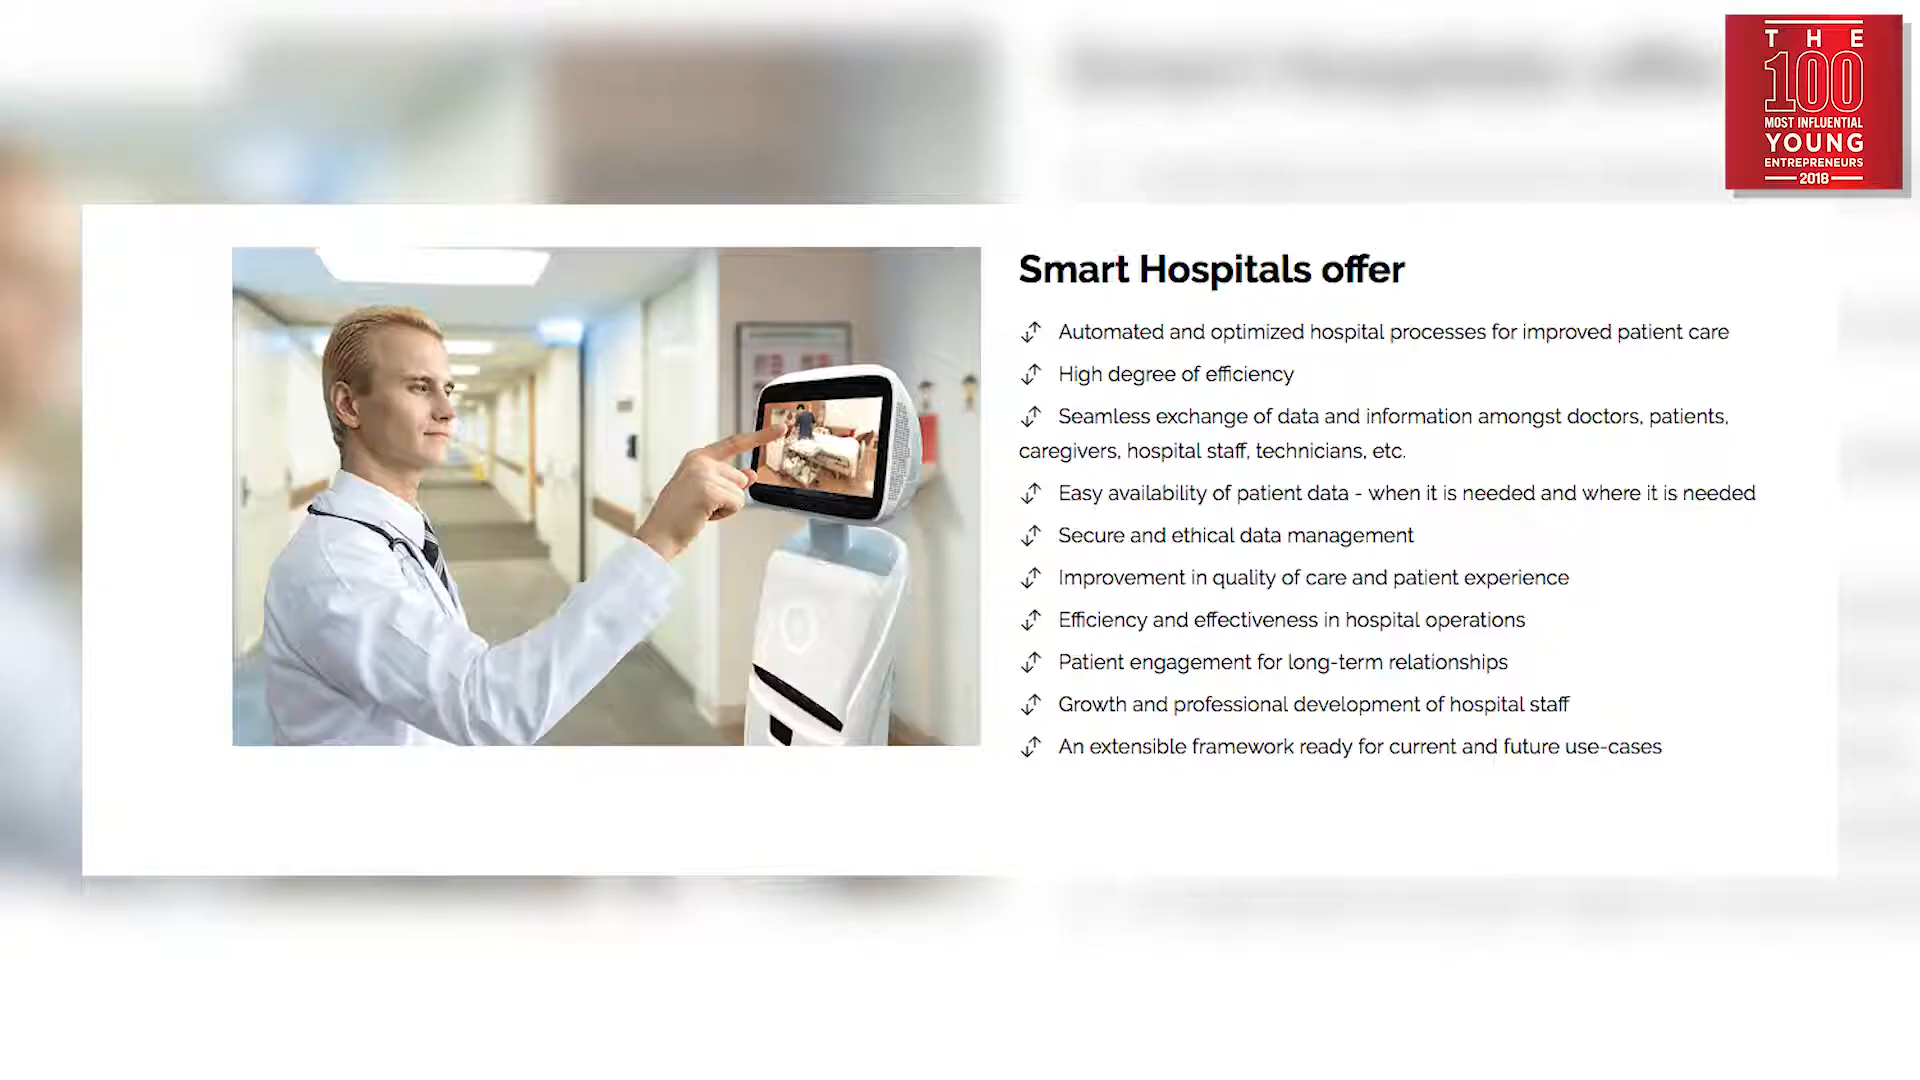 THE
100
MOST INFLUENTIAL
YOUNG
ENTREPRENEURS
2018
Smart Hospitals offer
Automated and optimized hospital processes for improved patient care
High degree of efficiency
Seamless exchange of data and information amongst doctors, patients,
caregivers, hospital staff, technicians, etc.
Easy availability of patient data - when it is needed and where it is needed
Secure and ethical data management
Improvement in quality of care and patient experience
Efficiency and effectiveness in hospital operations
Patient engagement for long-term relationships
Growth and professional development of hospital staff
An extensible framework ready for current and future use-cases